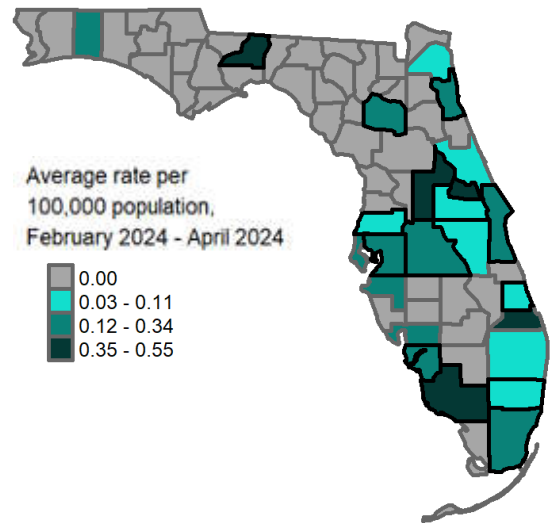 Average rate per
100,000 population,
February 2024 - April 2024
0.00
0.03 - 0.11
0.12 - 0.34
0.35 - 0.55